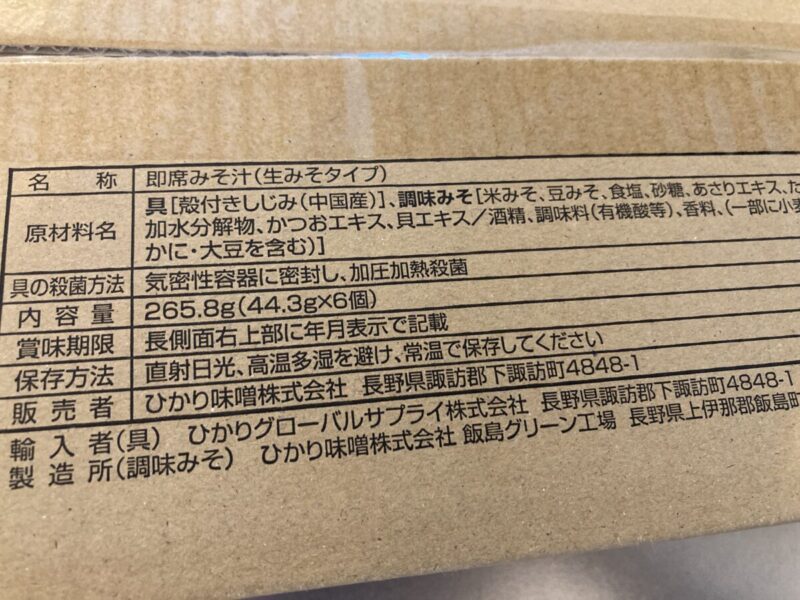 名称 即席みそ汁(生みそタイプ)
原材料名 具[殻付きしじみ(中国産)]、調味みそ[米みそ、豆みそ、食塩、砂糖、あさりエキス、
加水分解物、かつおエキス、貝エキス/酒精、調味料(有機酸等)、香料、(一部に小麦
かに・大豆を含む)]
具の殺菌方法 気密性容器に密封し、加圧加熱殺菌
内容量 265.8g(44.3g×6個)
賞味期限 長側面右上部に年月表示で記載
保存方法 直射日光、高温多湿を避け、常温で保存してください
販売者 ひかり味噌株式会社 長野県諏訪郡下諏訪町4848-1
輸入者(具) ひかりグローバルサプライ株式会社 長野県諏訪郡下諏訪町4848-1
製造所(調味みそ) ひかり味噌株式会社 飯島グリーン工場 長野県上伊那郡飯島町